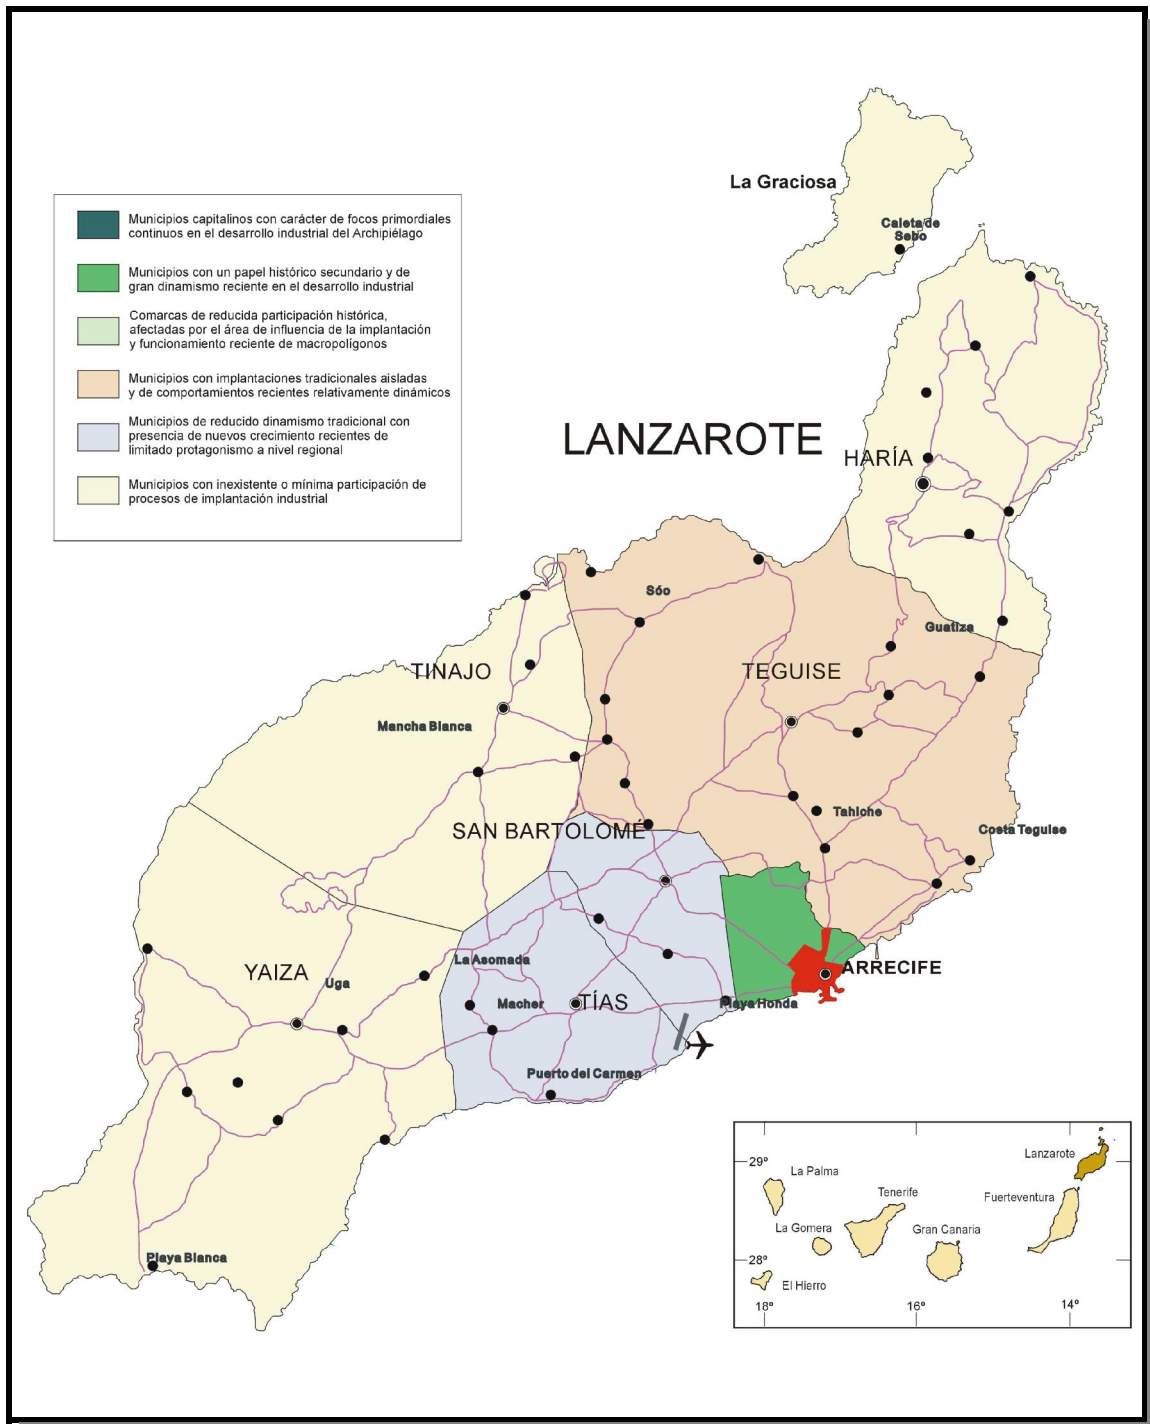 La Graciosa
Caleta de
Sebo
Municipios capitalinos con carácter de focos primordiales
continuos en el desarrollo industrial del Archipiélago
Municipios con un papel histórico secundario y de
gran dinamismo reciente en el desarrollo industrial
Comarcas de reducida participación histórica,
afectadas por el área de influencia de la implantación
y funcionamiento reciente de macropolígonos
Municipios con implantaciones tradicionales aisladas
y de comportamientos recientes relativamente dinámicos
Municipios de reducido dinamismo tradicional con
presencia de nuevos crecimiento recientes de
limitado protagonismo a nivel regional
Municipios con inexistente o mínima participación de
procesos de implantación industrial
LANZAROTE
HARÍA
Sóo
Guatiza
TINAJO
TEGUISE
Mancha Blanca
Tahiche
SAN BARTOLOMÉ
Costa Teguise
La Asomada
ARRECIFE
YAIZA
Uga
Macher
TÍAS
Playa Honda
Puerto del Carmen
Playa Blanca
Lanzarote
29º
La Palma
Tenerife
Fuerteventura
La Gomera
Gran Canaria
28º
El Hierro
18º
16º
14º